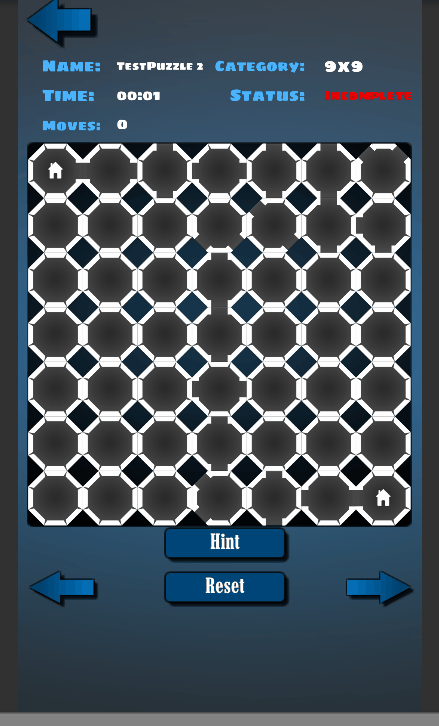 Name: TestPuzzle 2 Category: 9x9
Time: 00:01 Status: Incomplete
Moves: 0
Hint
Reset